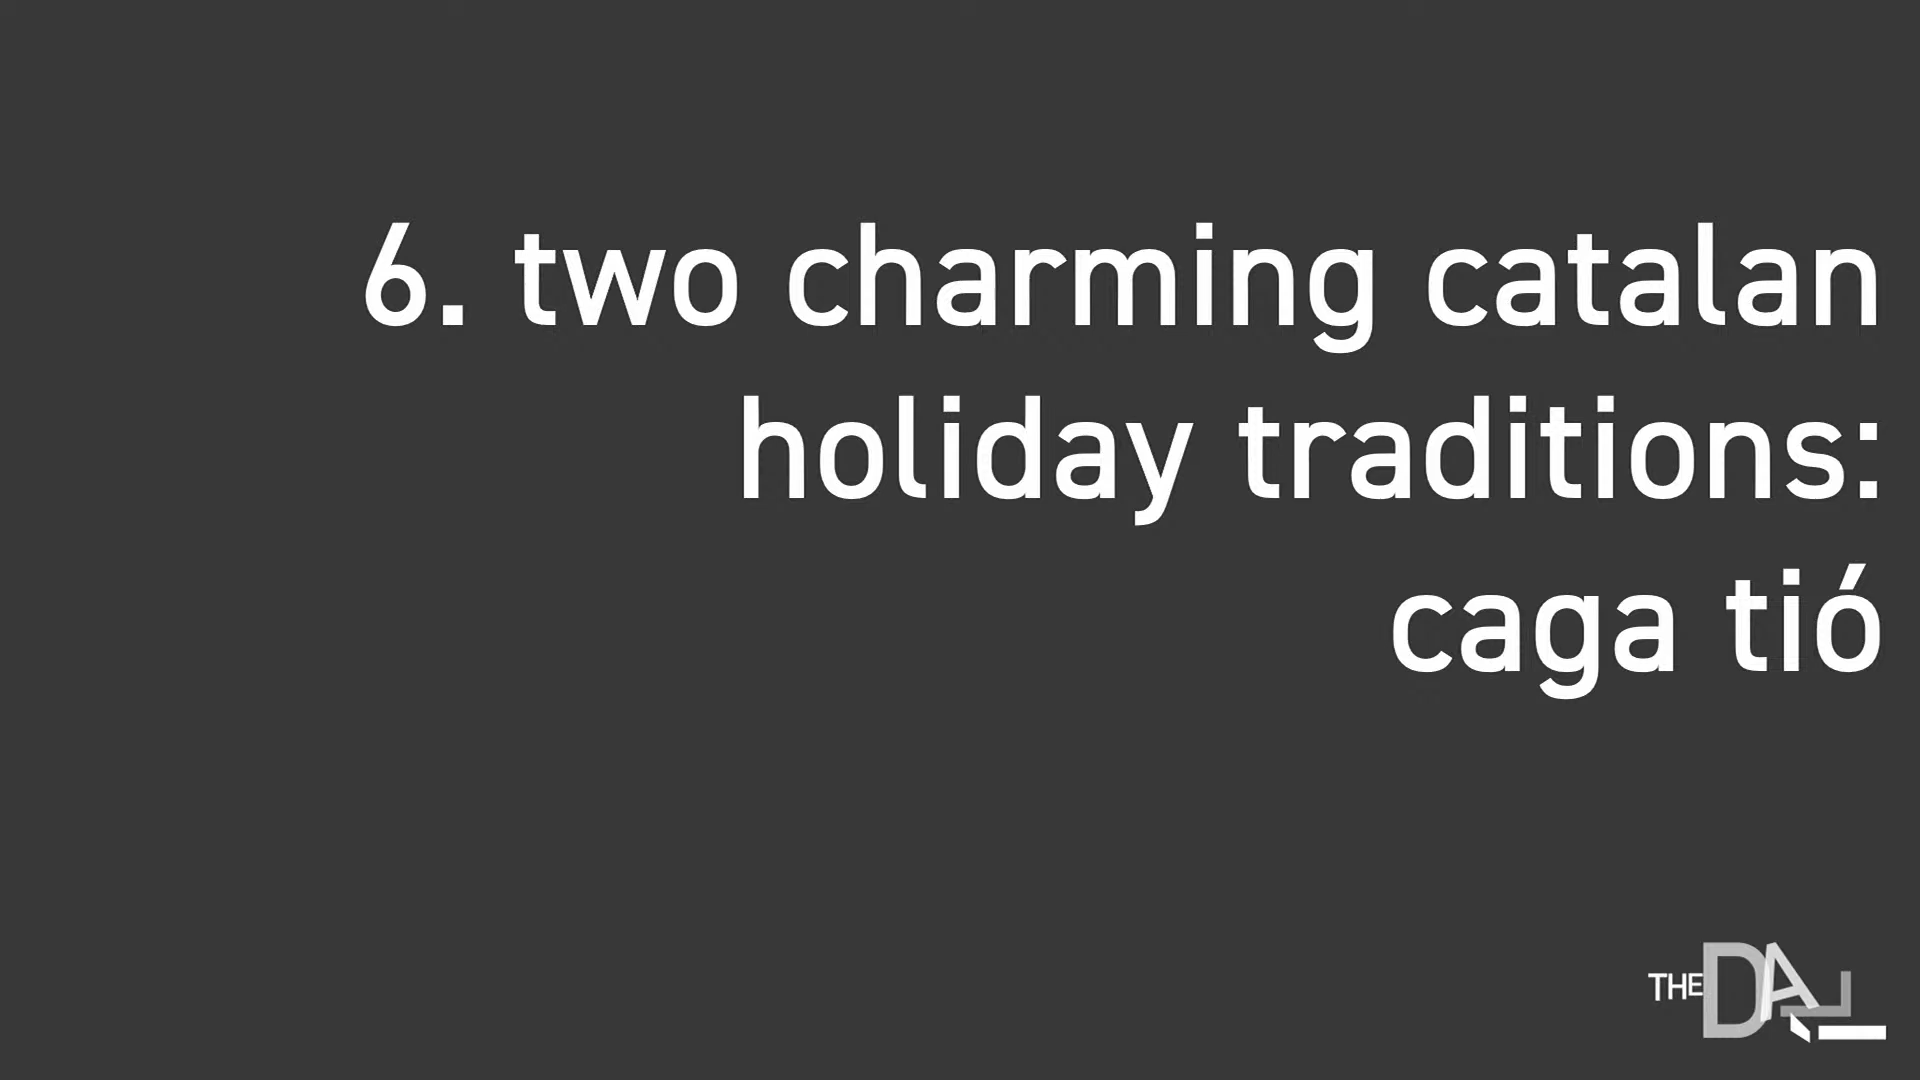 6. two charming catalan
holiday traditions:
caga tió
THE